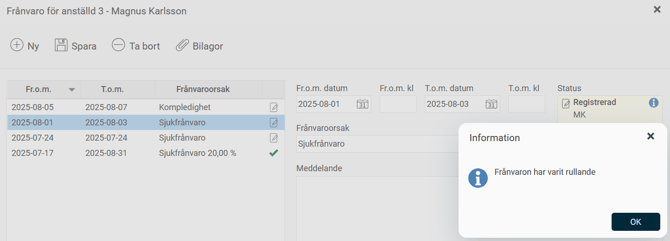 Frånvaro för anställd 3 - Magnus Karlsson
Ny Spara Ta bort Bilagor
Fr.o.m. T.o.m. Frånvaroorsak
2025-08-05 2025-08-07 Kompledighet
2025-08-01 2025-08-03 Sjukfrånvaro
2025-07-24 2025-07-24 Sjukfrånvaro
2025-07-17 2025-08-31 Sjukfrånvaro 20,00 %
Fr.o.m. datum Fr.o.m. kl T.o.m. datum T.o.m. kl Status
2025-08-01 2025-08-03 Registrerad
MK
Frånvaroorsak
Sjukfrånvaro
Meddelande
Information
Frånvaron har varit rullande
OK